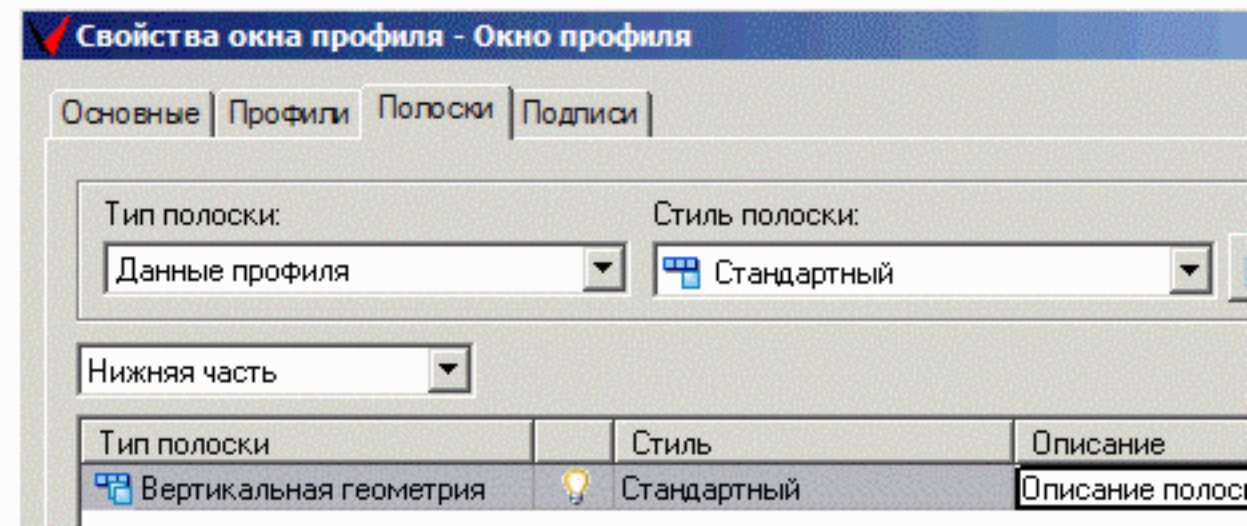 Свойства окна профиля - Окно профиля
Основные Профили Полоски Подписи
Тип полоски: Стиль полоски:
Данные профиля Стандартный
Нижняя часть
Тип полоски Стиль Описание
Вертикальная геометрия Стандартный Описание